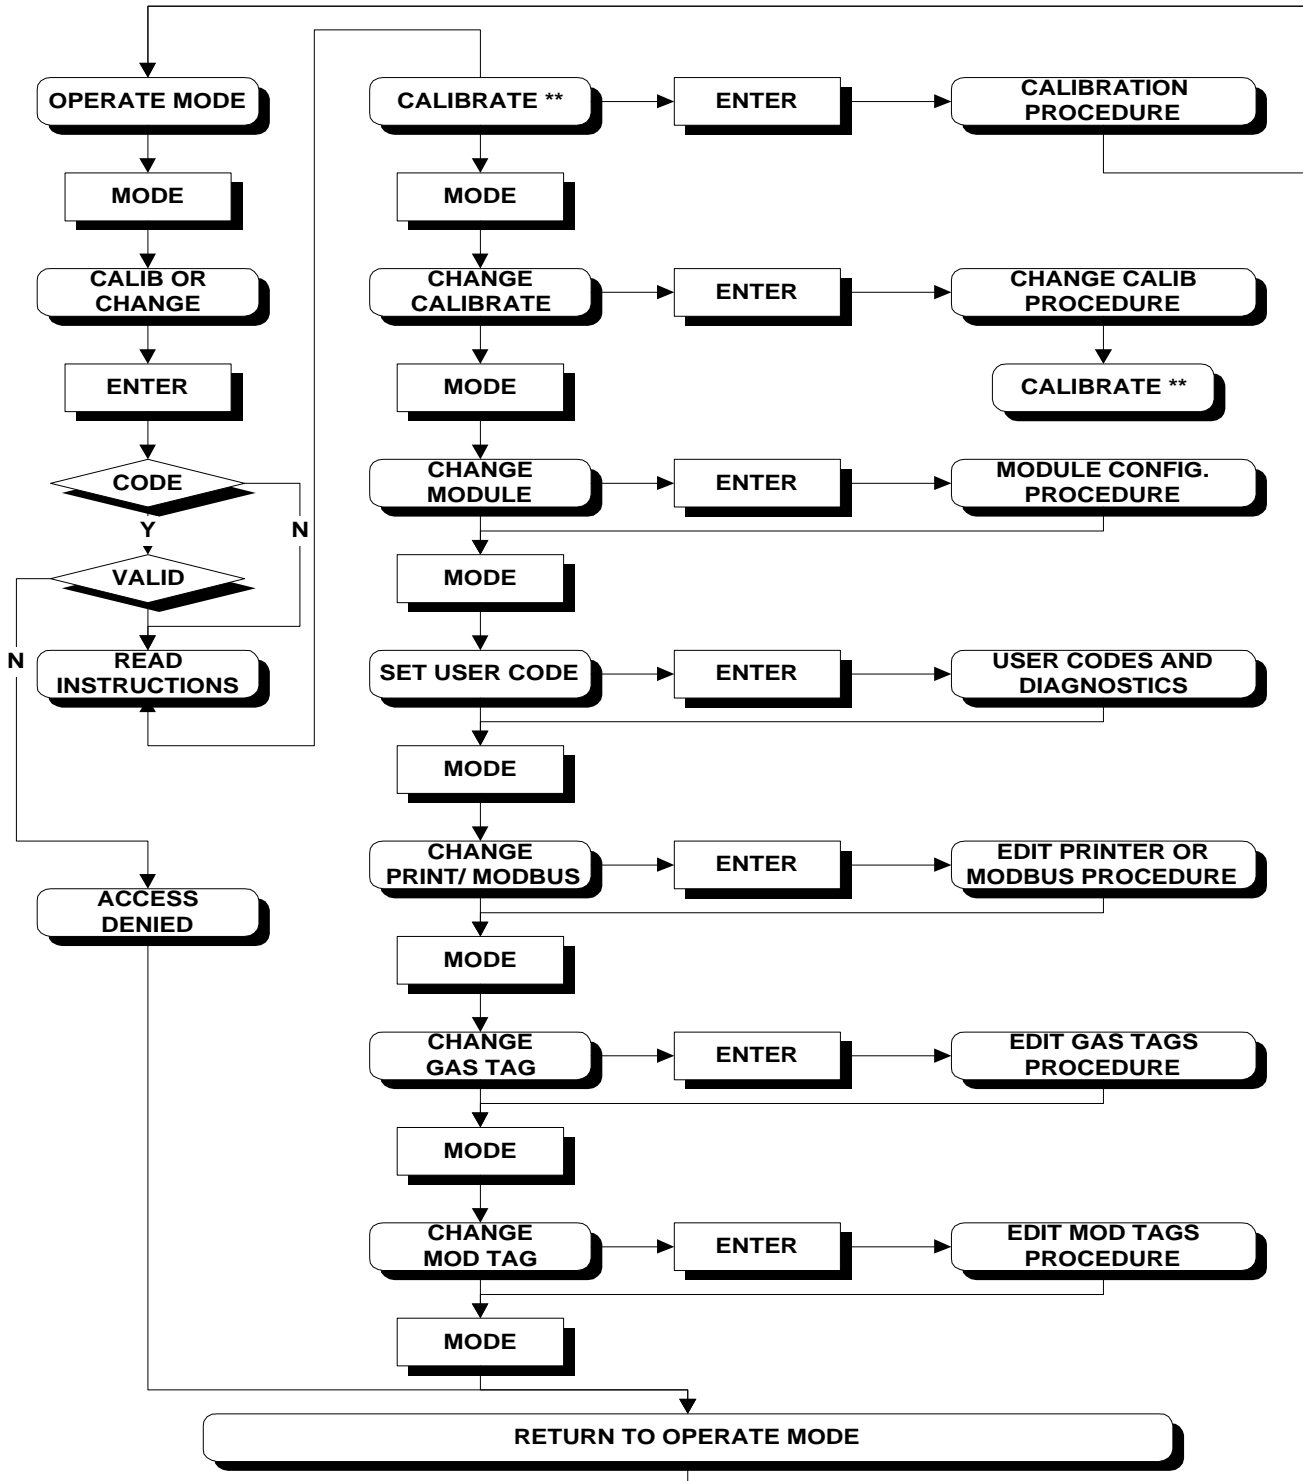 OPERATE MODE
MODE
CALIB OR
CHANGE
ENTER
CODE
Y
N
VALID
N
READ
INSTRUCTIONS
ACCESS
DENIED
CALIBRATE **
ENTER
CALIBRATION
PROCEDURE
MODE
CHANGE
CALIBRATE
ENTER
CHANGE CALIB
PROCEDURE
CALIBRATE **
MODE
CHANGE
MODULE
ENTER
MODULE CONFIG.
PROCEDURE
MODE
SET USER CODE
ENTER
USER CODES AND
DIAGNOSTICS
MODE
CHANGE
PRINT/ MODBUS
ENTER
EDIT PRINTER OR
MODBUS PROCEDURE
MODE
CHANGE
GAS TAG
ENTER
EDIT GAS TAGS
PROCEDURE
MODE
CHANGE
MOD TAG
ENTER
EDIT MOD TAGS
PROCEDURE
MODE
RETURN TO OPERATE MODE